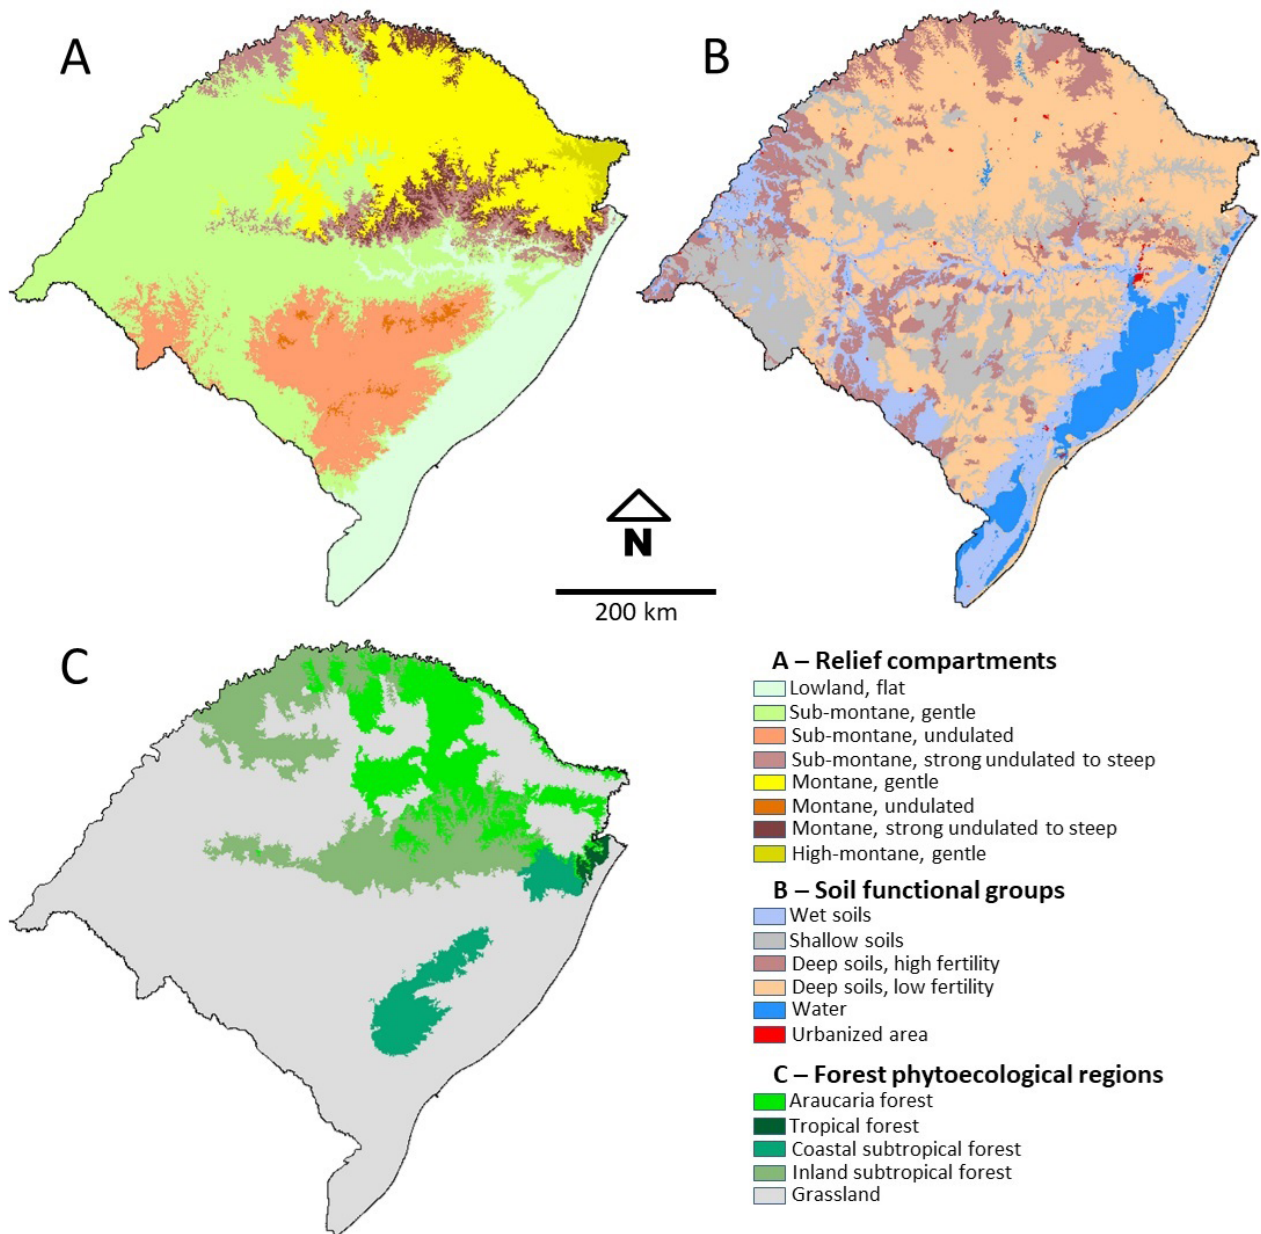 A
B
N
200 km
C
A – Relief compartments
Lowland, flat
Sub-montane, gentle
Sub-montane, undulated
Sub-montane, strong undulated to steep
Montane, gentle
Montane, undulated
Montane, strong undulated to steep
High-montane, gentle
B – Soil functional groups
Wet soils
Shallow soils
Deep soils, high fertility
Deep soils, low fertility
Water
Urbanized area
C – Forest phytoecological regions
Araucaria forest
Tropical forest
Coastal subtropical forest
Inland subtropical forest
Grassland